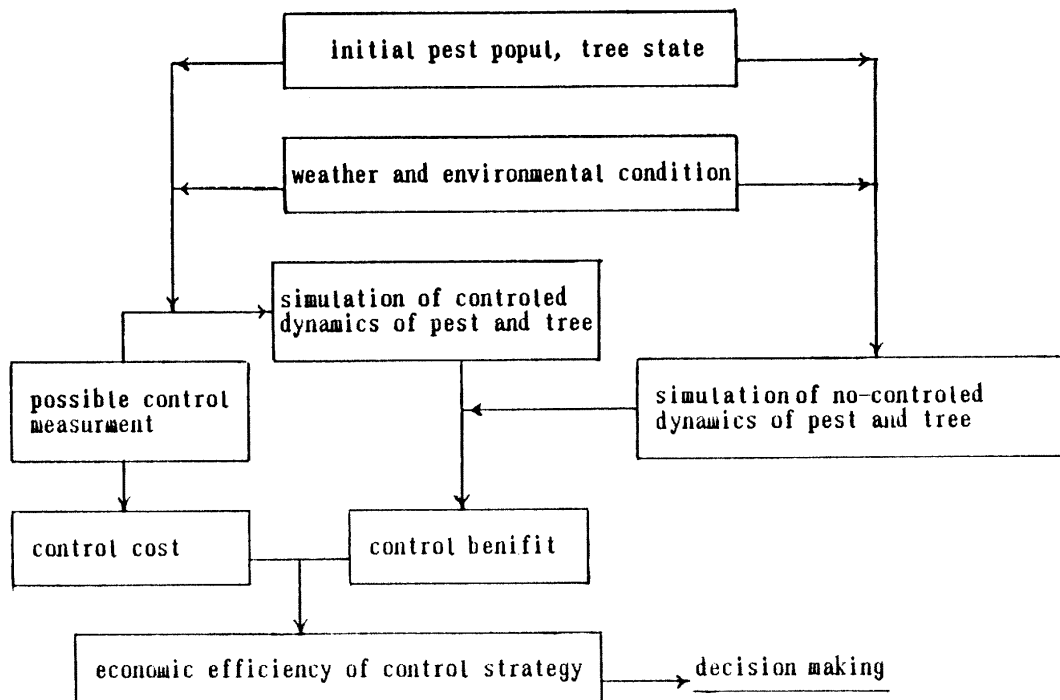 initial pest popul, tree state
weather and environmental condition
simulation of controled
dynamics of pest and tree
possible control
measurment
simulation of no-controled
dynamics of pest and tree
control cost
control benifit
economic efficiency of control strategy
decision making